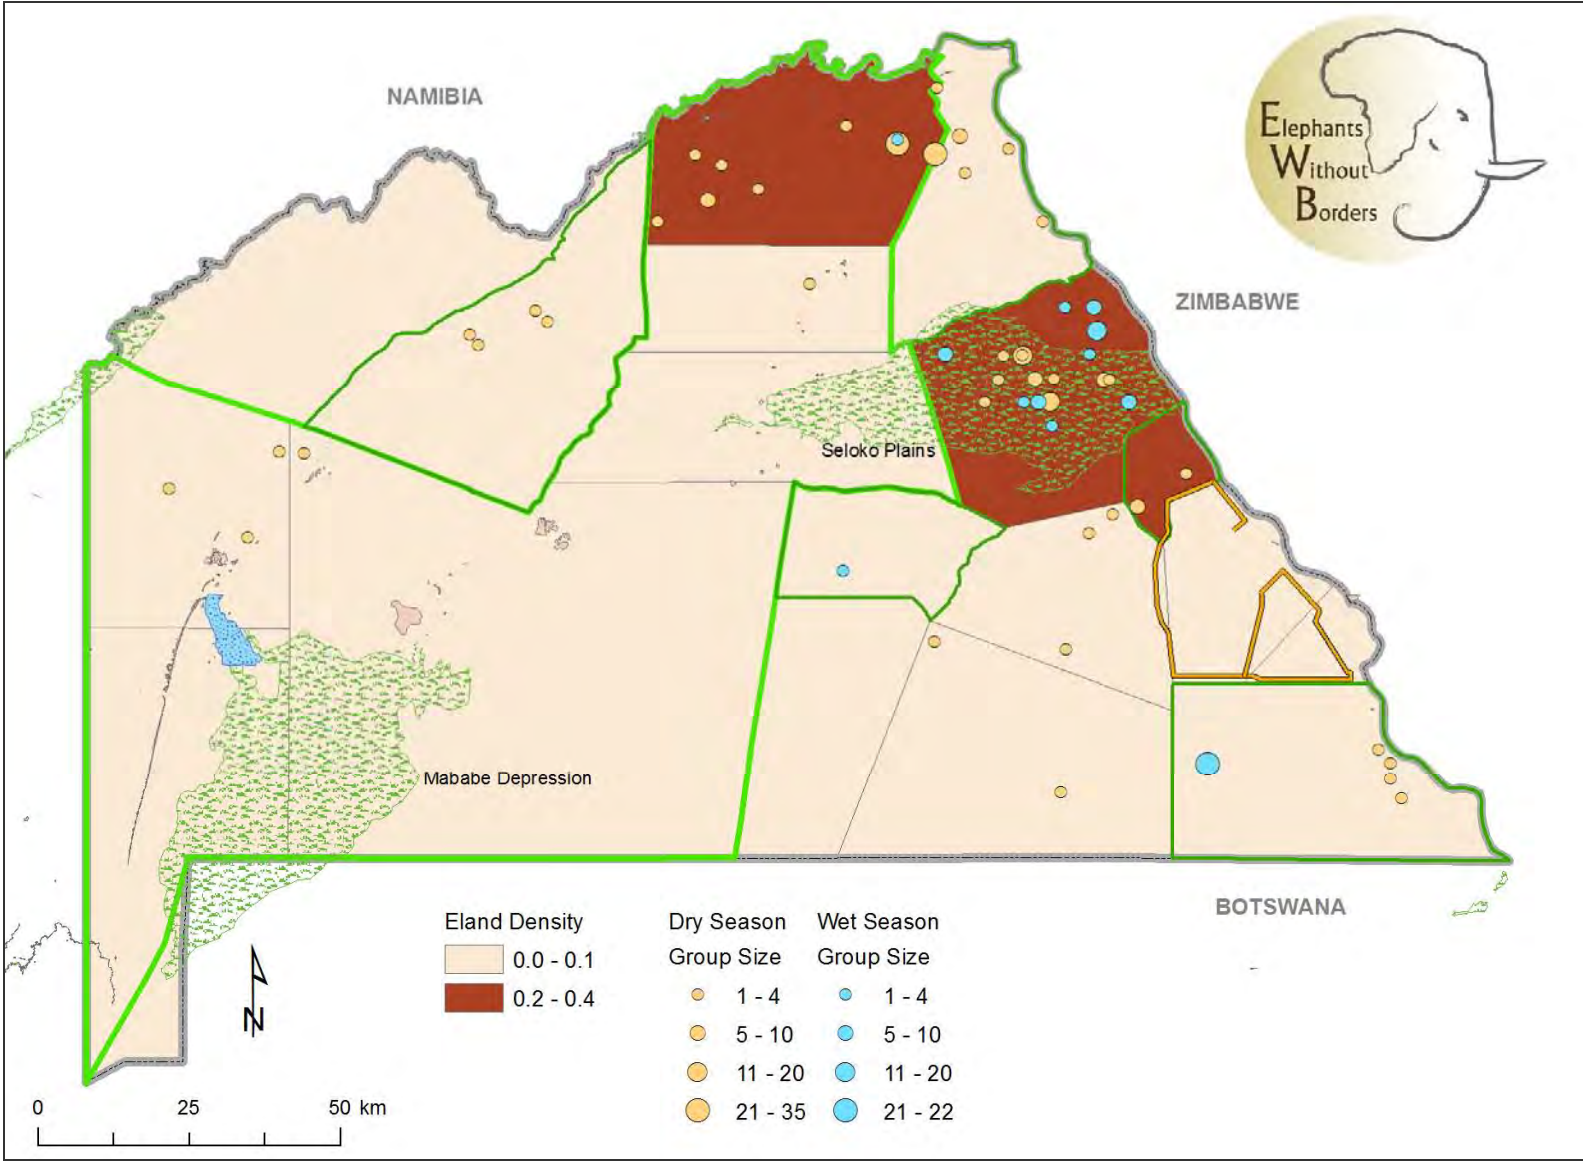 NAMIBIA
Elephants
Without
Borders
ZIMBABWE
Seloko Plains
Mababe Depression
BOTSWANA
Eland Density
0.0 - 0.1
0.2 - 0.4
Dry Season
Group Size
1 - 4
5 - 10
11 - 20
21 - 35
Wet Season
Group Size
1 - 4
5 - 10
11 - 20
21 - 22
N
0 25 50 km